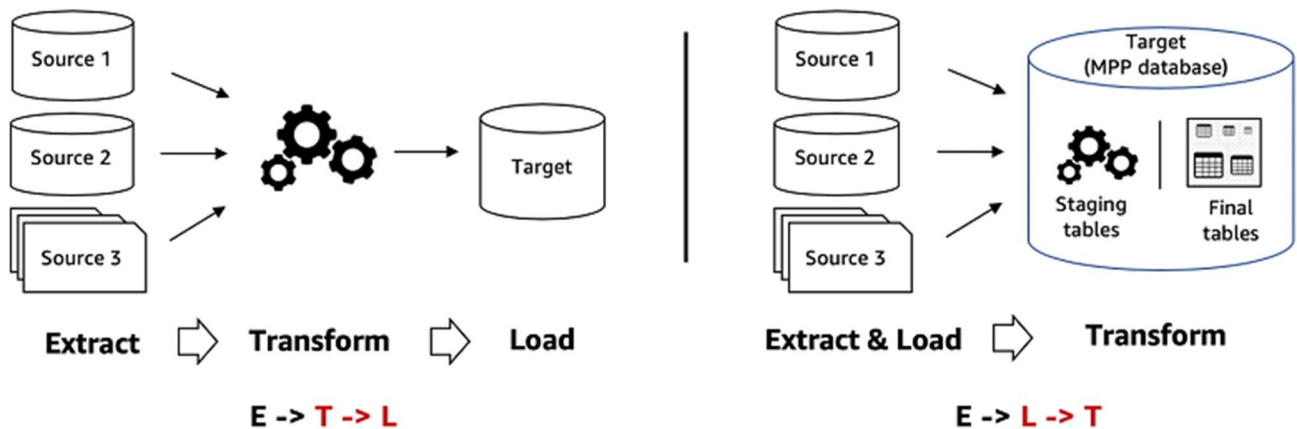 Source 1
Source 2
Source 3
Target
Extract
Transform
Load
E -> T -> L
Source 1
Source 2
Source 3
Target
(MPP database)
Staging
tables
Final
tables
Extract & Load
Transform
E -> L -> T